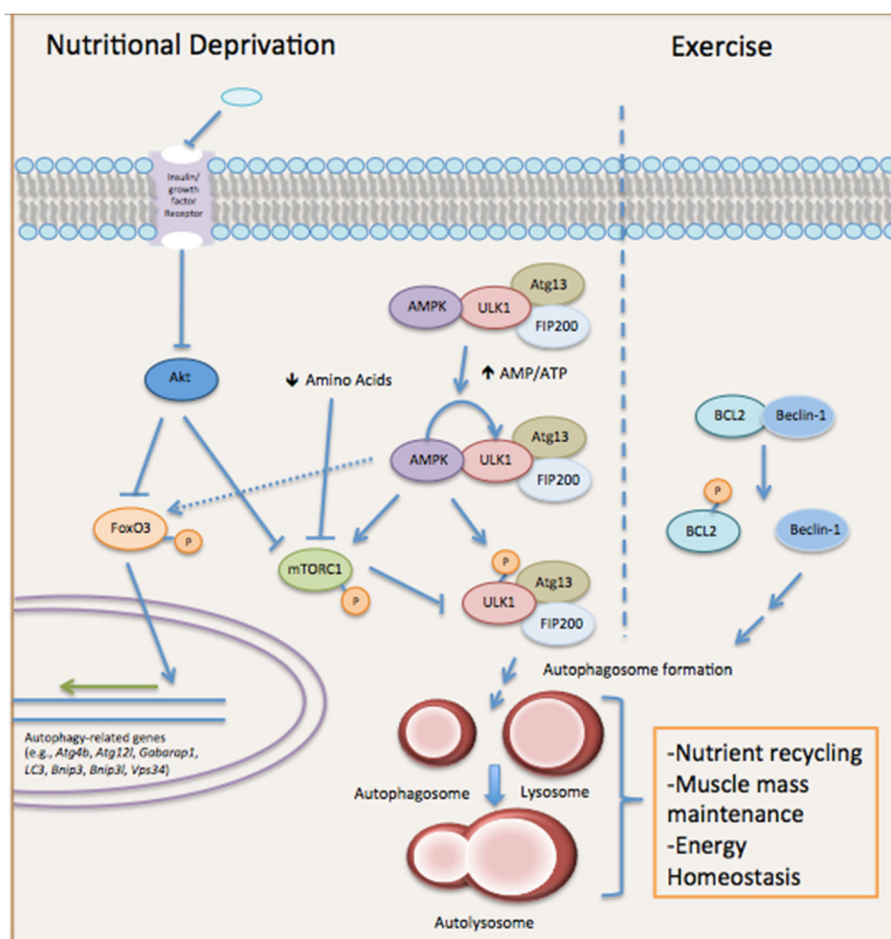 Nutritional Deprivation
Exercise
Insulin/
growth
factor
Receptor
Atg13
AMPK
ULK1
FIP200
Akt
🡻 Amino Acids
🡹 AMP/ATP
BCL2
Beclin-1
Atg13
AMPK
ULK1
FIP200
P
FoxO3
P
BCL2
Beclin-1
mTORC1
P
P
ULK1
Atg13
FIP200
Autophagosome formation
Autophagy-related genes
(e.g., Atg4b, Atg12l, Gabarap1,
LC3, Bnip3, Bnip3l, Vps34)
Autophagosome
Lysosome
Autolysosome
-Nutrient recycling
-Muscle mass
maintenance
-Energy
Homeostasis